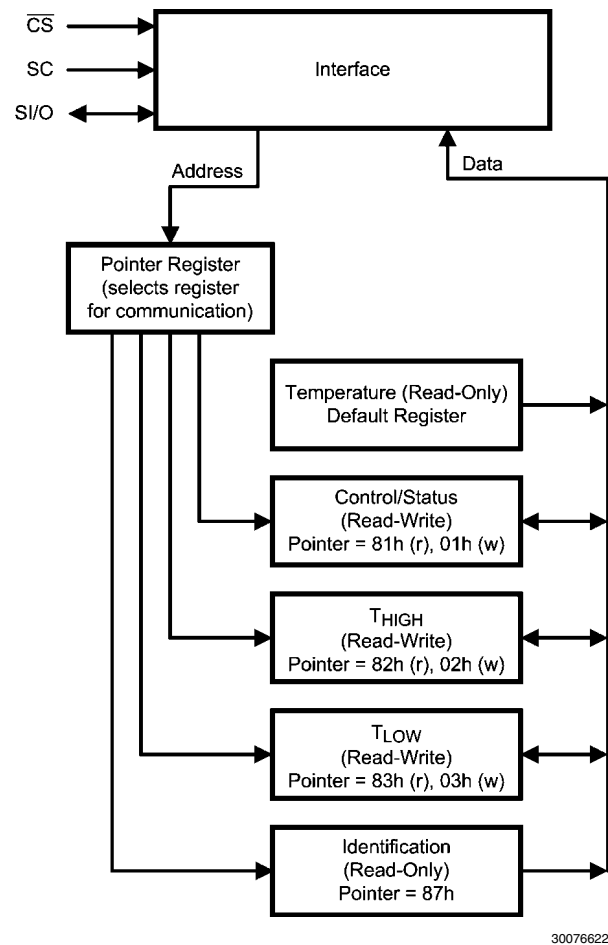 CS
SC
SI/O
Interface
Address
Data
Pointer Register
(selects register
for communication)
Temperature (Read-Only)
Default Register
Control/Status
(Read-Write)
Pointer = 81h (r), 01h (w)
THIGH
(Read-Write)
Pointer = 82h (r), 02h (w)
TLOW
(Read-Write)
Pointer = 83h (r), 03h (w)
Identification
(Read-Only)
Pointer = 87h
30076622